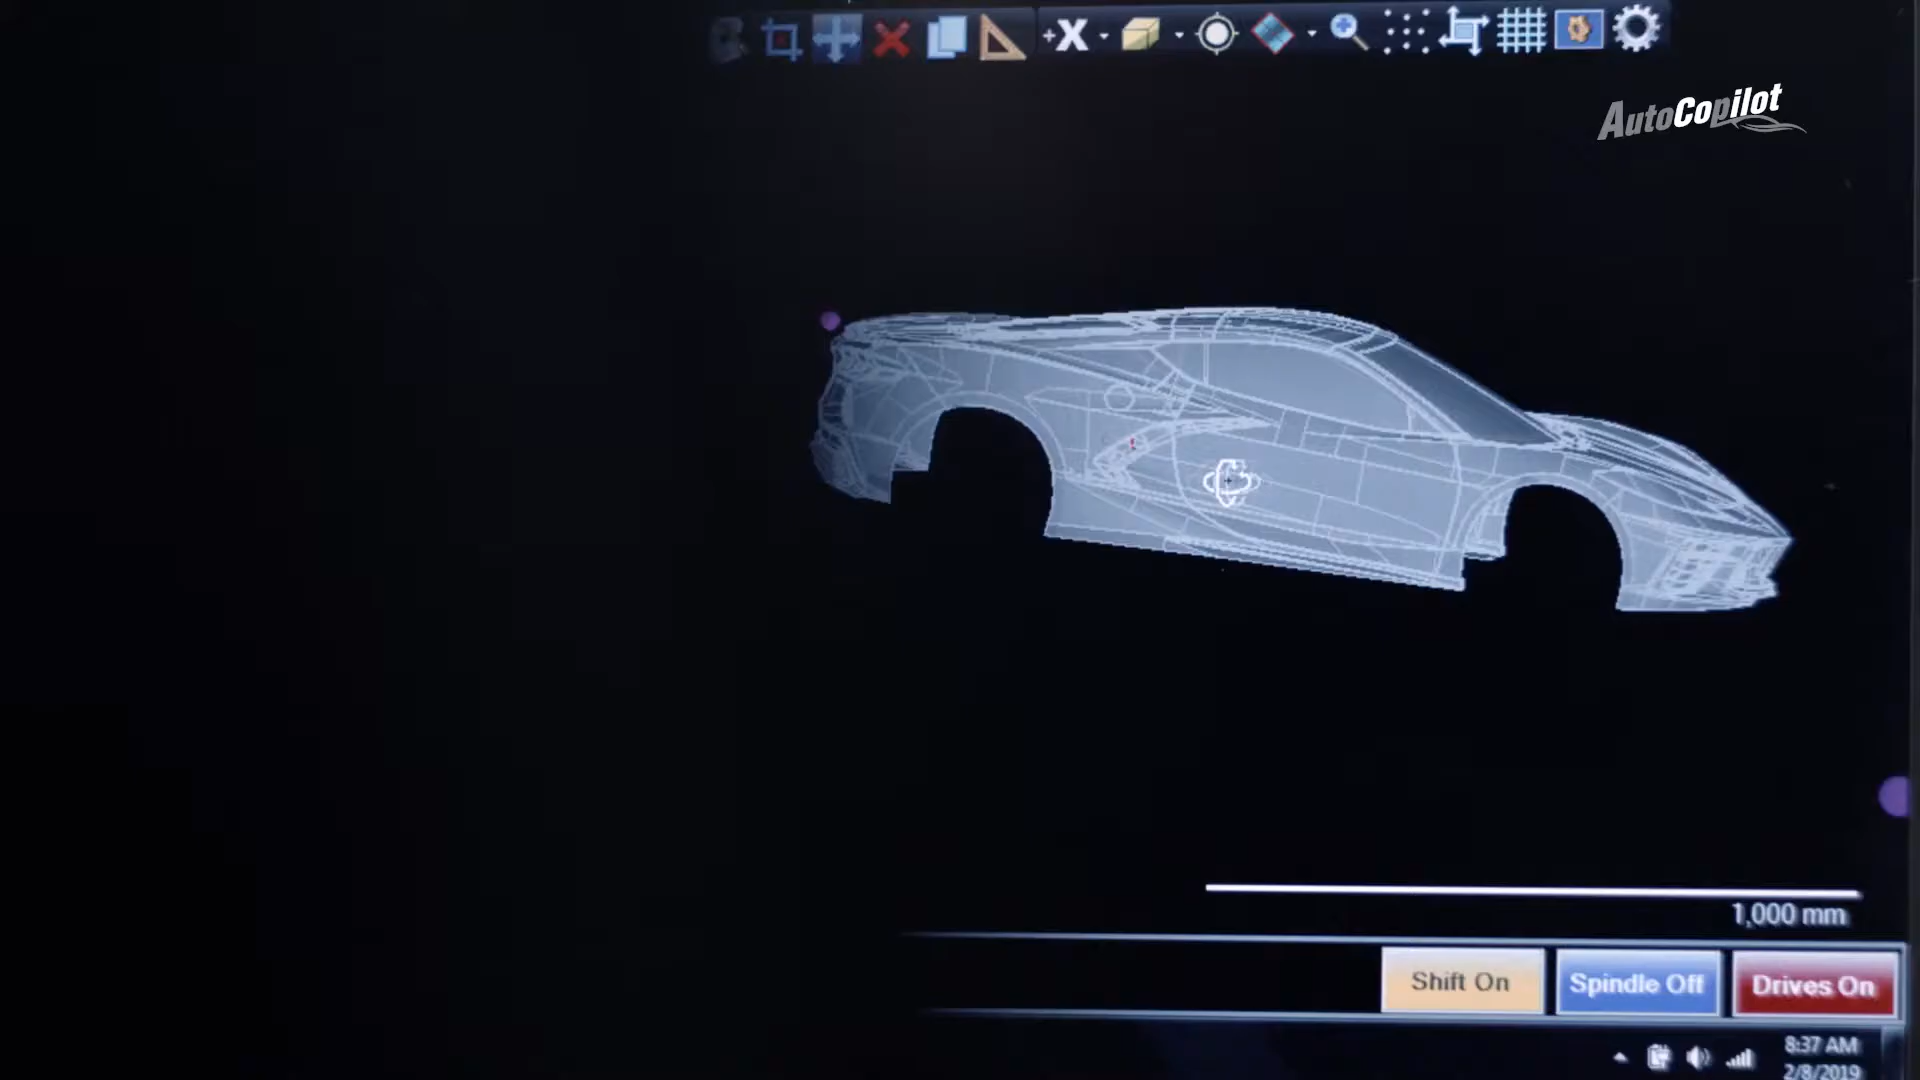 +X
AutoCopilot
1,000 mm
Shift On
Spindle Off
Drives On
8:37 AM
2/8/2019